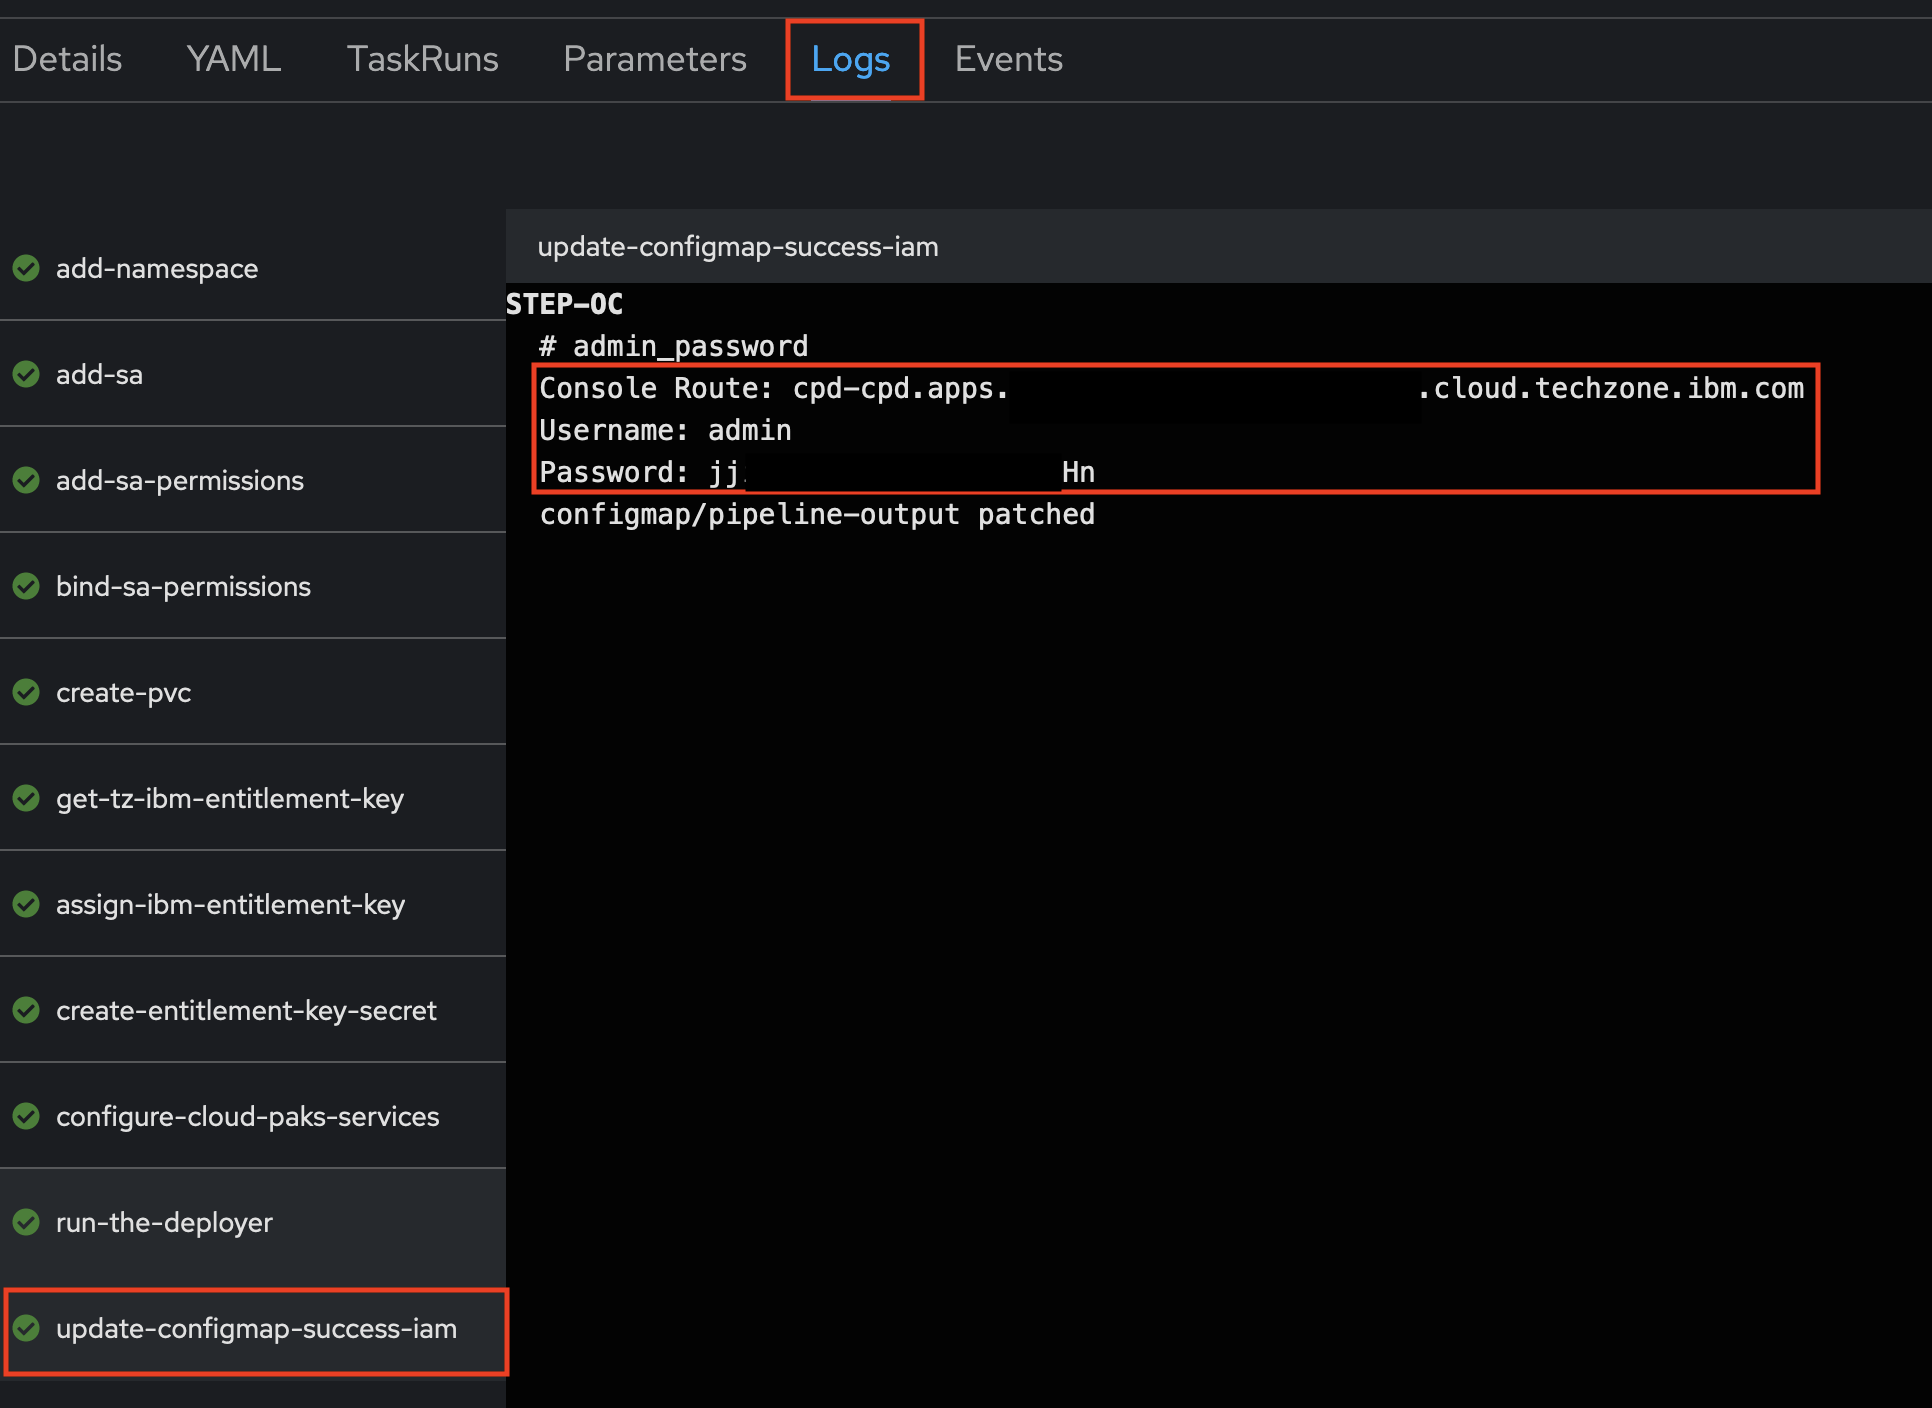 Details YAML TaskRuns Parameters Logs Events
add-namespace
add-sa
add-sa-permissions
bind-sa-permissions
create-pvc
get-tz-ibm-entitlement-key
assign-ibm-entitlement-key
create-entitlement-key-secret
configure-cloud-paks-services
run-the-deployer
update-configmap-success-iam
update-configmap-success-iam
STEP-OC
# admin_password
Console Route: cpd-cpd.apps. .cloud.techzone.ibm.com
Username: admin
Password: jj Hn
configmap/pipeline-output patched